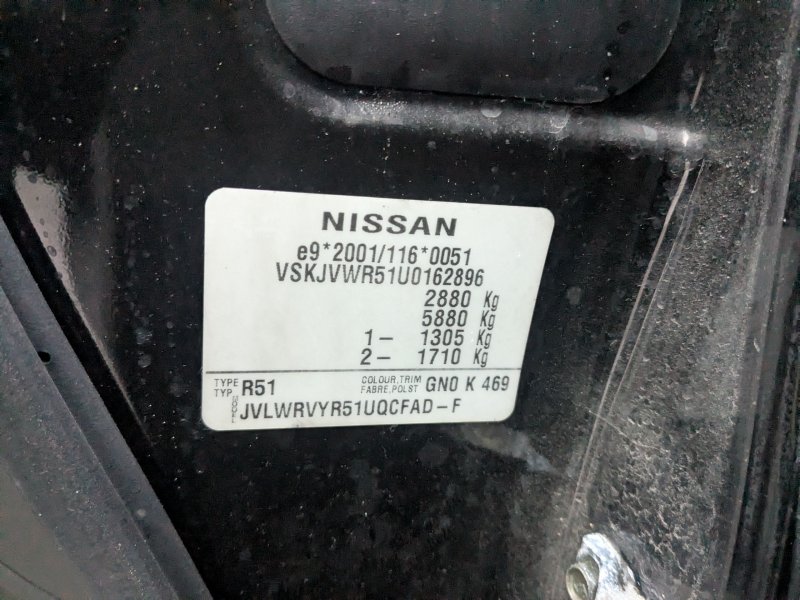 NISSAN
e9*2001/116*0051
VSKJVWR51U0162896
2880 Kg
5880 Kg
1- 1305 Kg
2- 1710 Kg
TYPE TYP R51 COLOUR,TRIM FABRE,POLST GN0 K 469
MODEL JVLWRVYR51UQCFAD-F